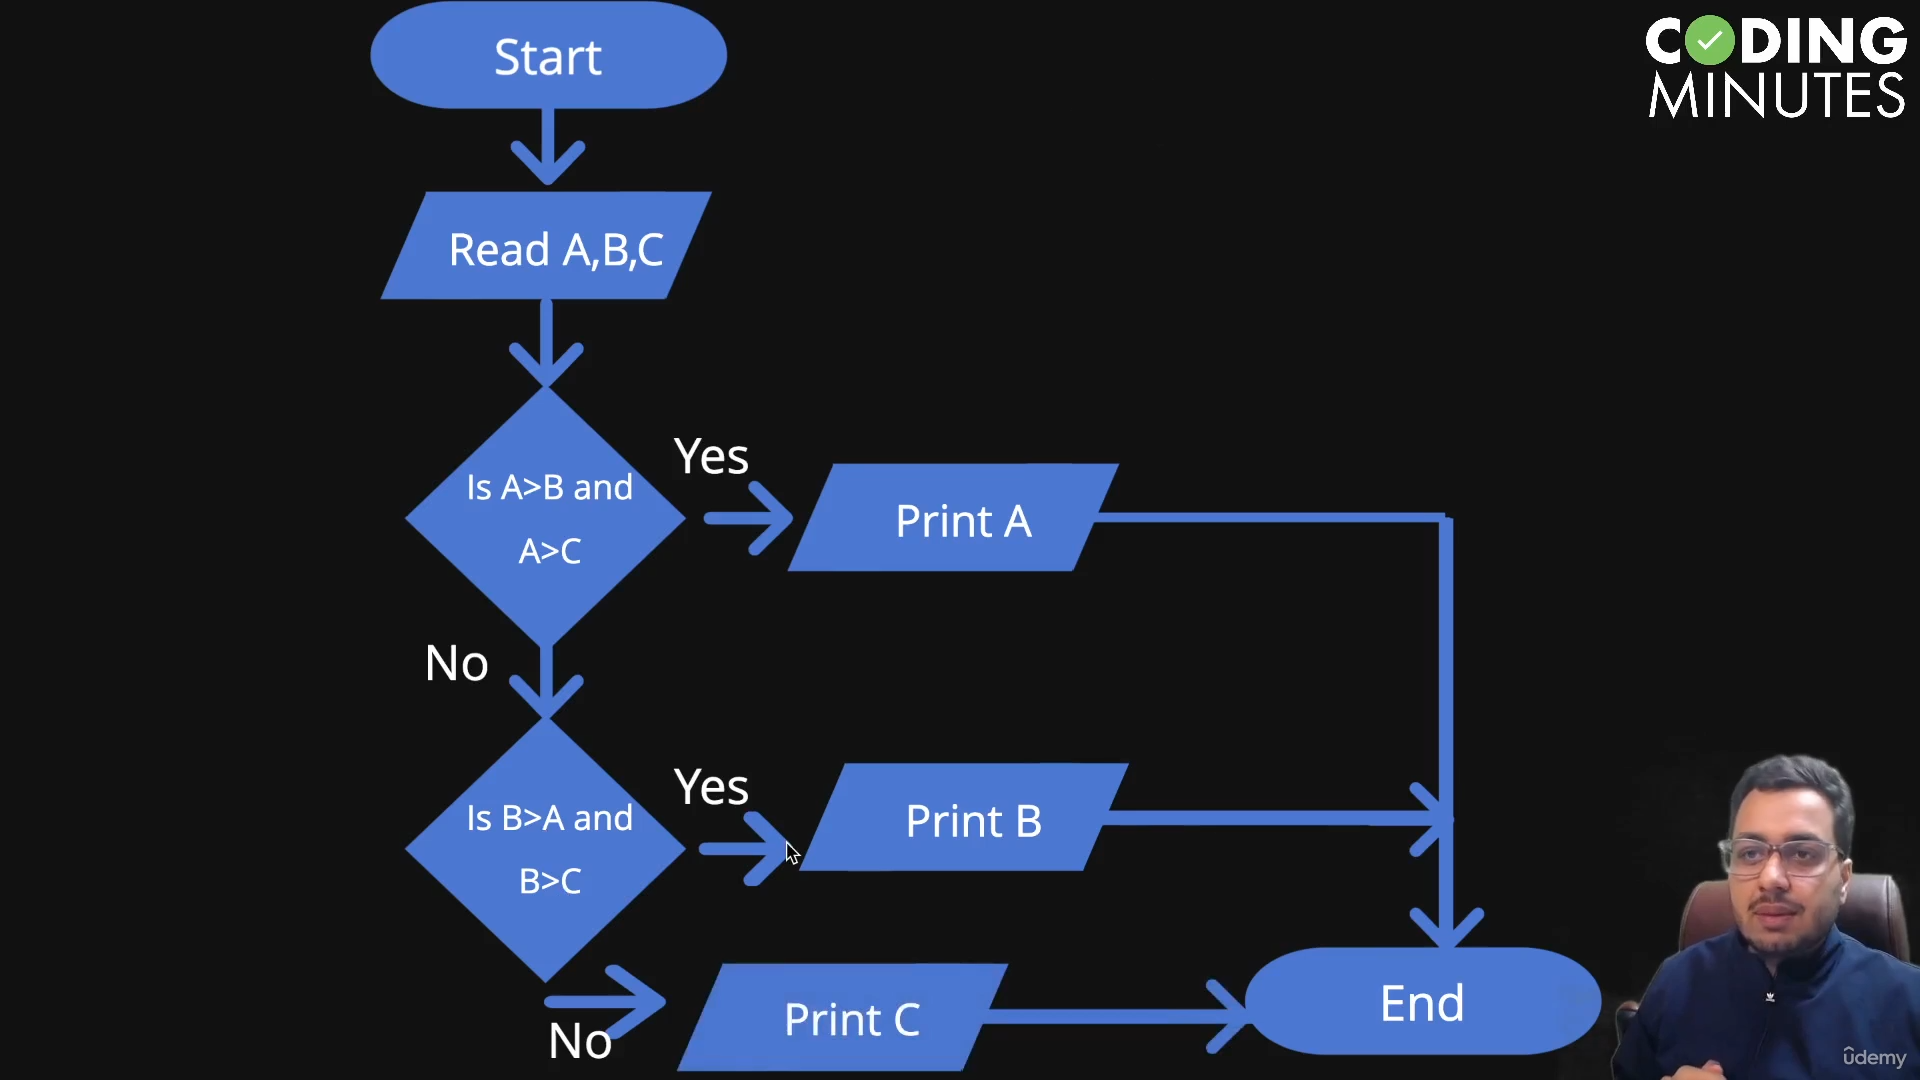 Start
CODING
MINUTES
Read A,B,C
Is A>B and
A>C
Yes
Print A
No
Is B>A and
B>C
Yes
Print B
No
Print C
End
ûdemy